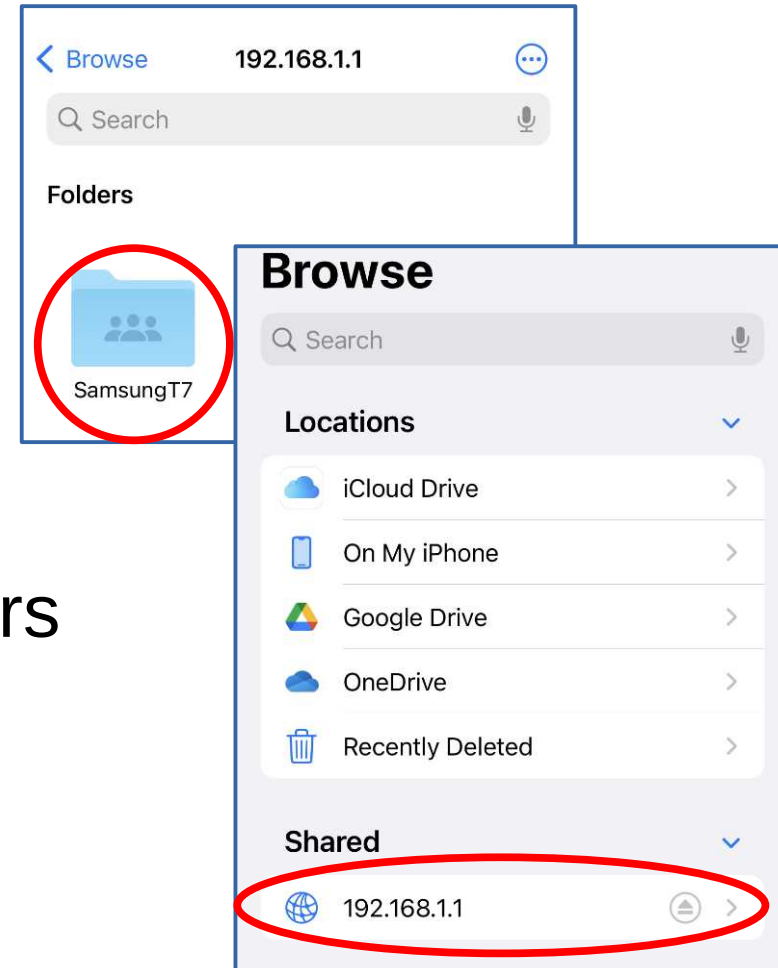 Browse 192.168.1.1
Search
Folders
SamsungT7
rs
Browse
Search
Locations
iCloud Drive
On My iPhone
Google Drive
OneDrive
Recently Deleted
Shared
192.168.1.1